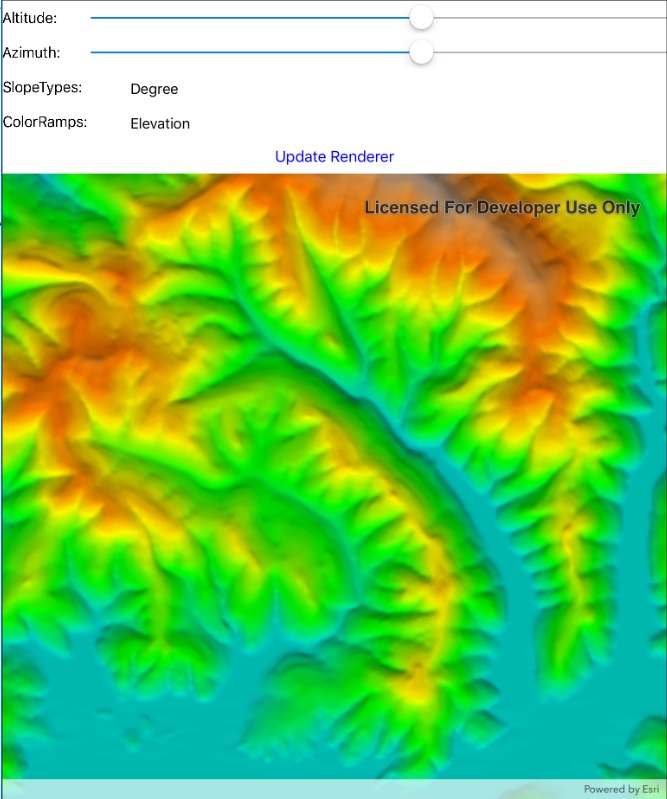 Altitude:
Azimuth:
SlopeTypes: Degree
ColorRamps: Elevation
Update Renderer
Licensed For Developer Use Only
Powered by Esri